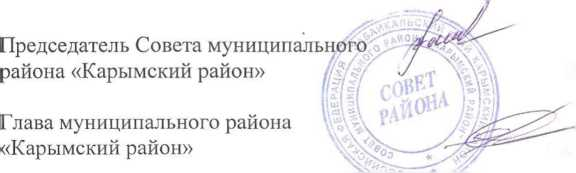 Председатель Совета муниципального
района «Карымский район»
Глава муниципального района
«Карымский район»
СОВЕТ
РАЙОНА